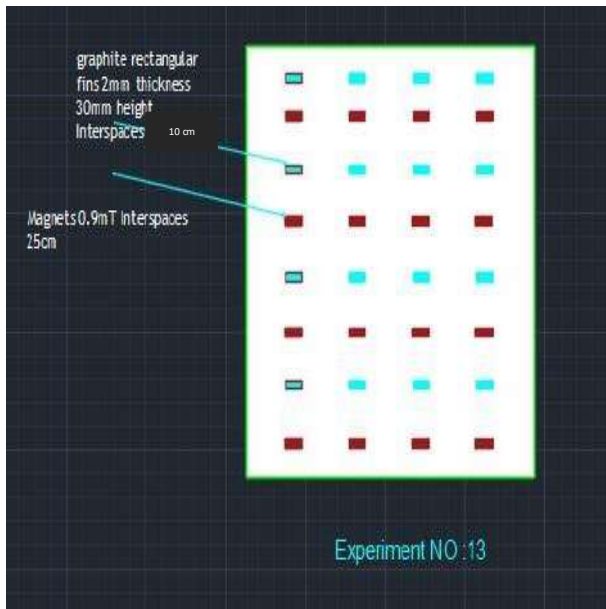 graphite rectangular
fins 2mm thickness
30mm height
Interspaces 10 cm
Magnets 0.9mT Interspaces
25cm
Experiment NO :13